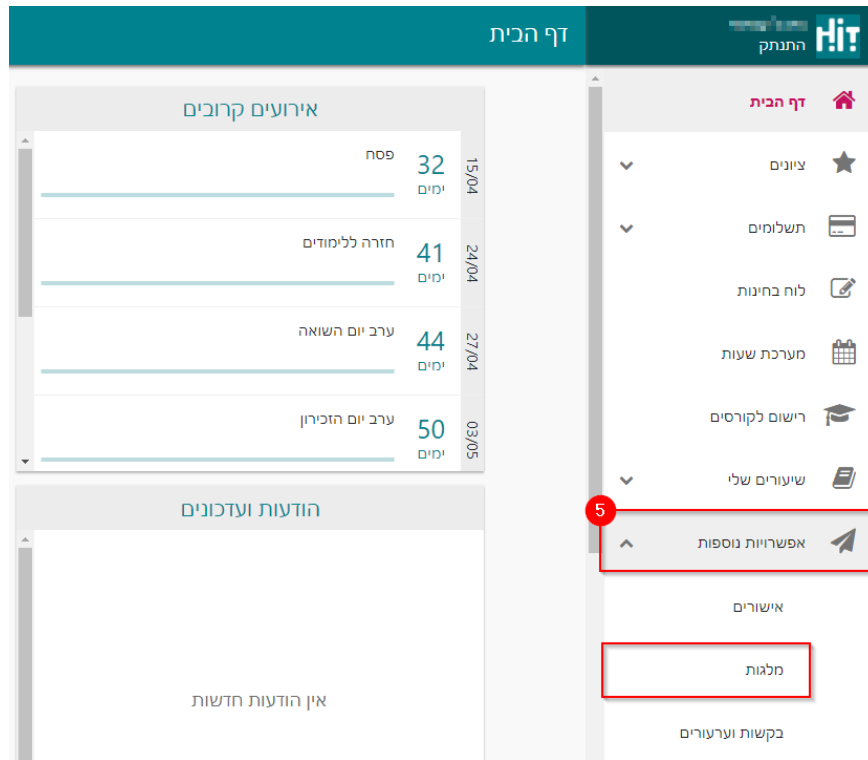 HiT
התנתק
דף הבית
דף הבית
ציונים
תשלומים
לוח בחינות
מערכת שעות
רישום לקורסים
שיעורים שלי
5
אפשרויות נוספות
אישורים
מלגות
בקשות וערעורים
אירועים קרובים
15/04
32
ימים
פסח
24/04
41
ימים
חזרה ללימודים
27/04
44
ימים
ערב יום השואה
03/05
50
ימים
ערב יום הזכירון
הודעות ועדכונים
אין הודעות חדשות